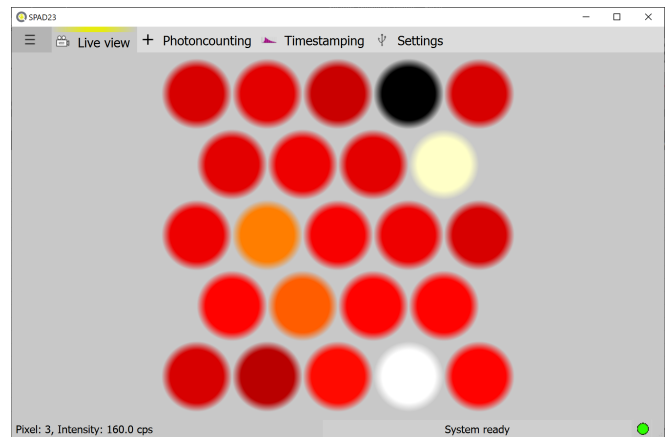 SPAD23
Live view Photoncounting Timestamping Settings
Pixel: 3, Intensity: 160.0 cps System ready